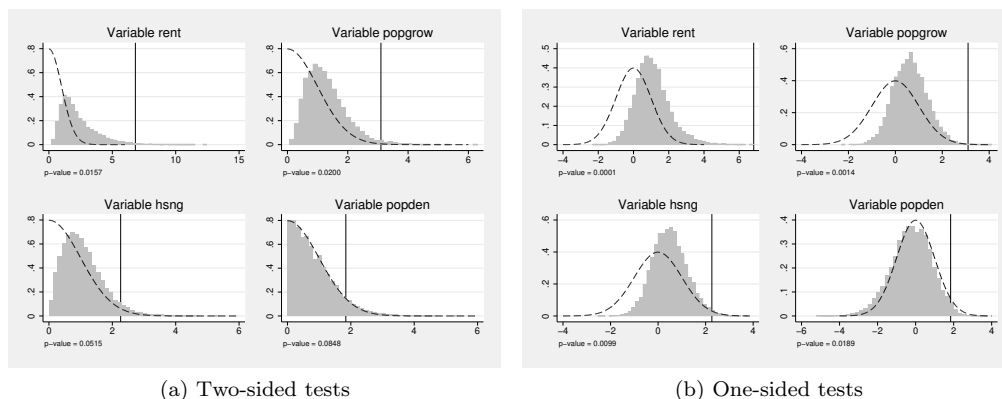 Variable rent
Variable popgrow
0 .2 .4 .6 .8
0 5 10 15
p-value = 0.0157
0 .2 .4 .6 .8
0 2 4 6
p-value = 0.0200
Variable hsng
Variable popden
0 .2 .4 .6 .8
0 2 4 6
p-value = 0.0515
0 .2 .4 .6 .8
0 2 4 6
p-value = 0.0848
(a) Two-sided tests
Variable rent
Variable popgrow
0 .1 .2 .3 .4 .5
−4 −2 0 2 4 6
p-value = 0.0001
0 .2 .4 .6
−4 −2 0 2 4
p-value = 0.0014
Variable hsng
Variable popden
0 .2 .4 .6
−4 −2 0 2 4
p-value = 0.0099
0 .1 .2 .3 .4
−6 −4 −2 0 2 4
p-value = 0.0189
(b) One-sided tests